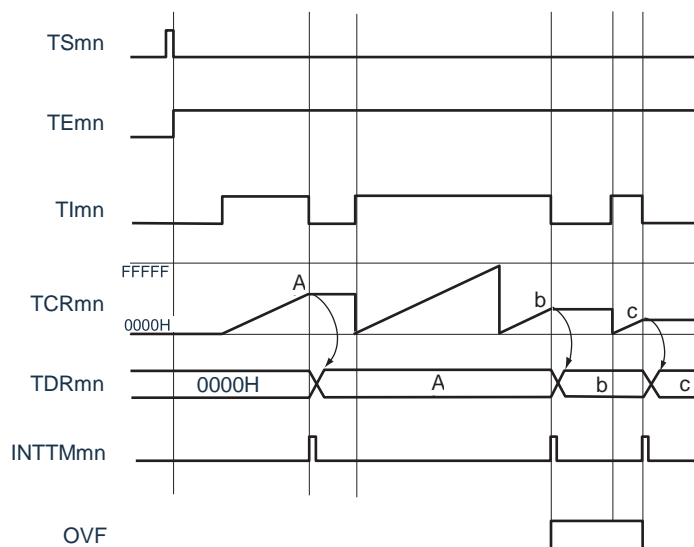 TSmn
TEmn
TImn
FFFFF
A
TCRmn
b
c
0000H
TDRmn
0000H
A
b
c
INTTMmn
OVF